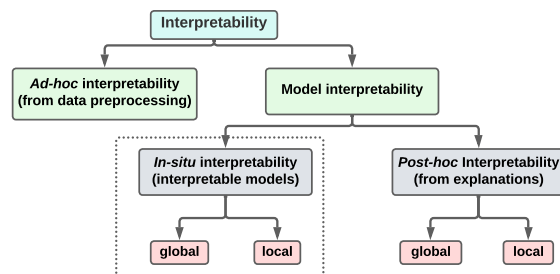 Interpretability
Ad-hoc interpretability
(from data preprocessing)
Model interpretability
In-situ interpretability
(interpretable models)
Post-hoc Interpretability
(from explanations)
global
local
global
local